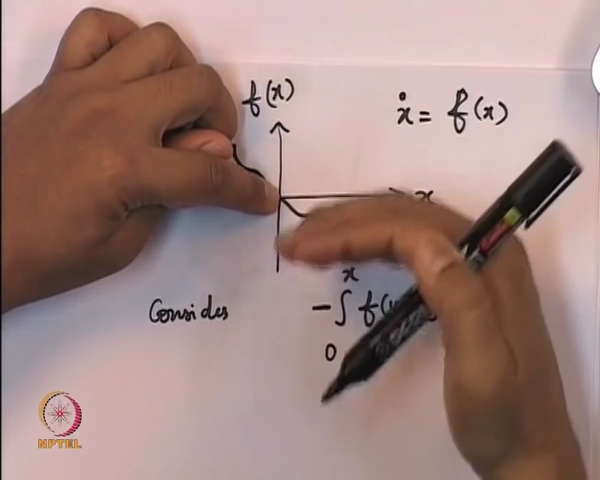 f(x)
ẋ = f(x)
x
x
Consider - ∫ f(
0
NPTEL